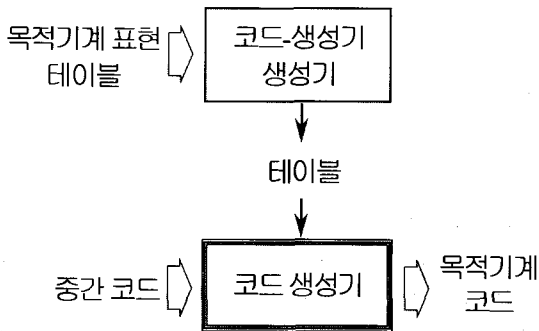 목적기계 표현
테이블
코드-생성기
생성기
테이블
중간 코드
코드 생성기
목적기계
코드